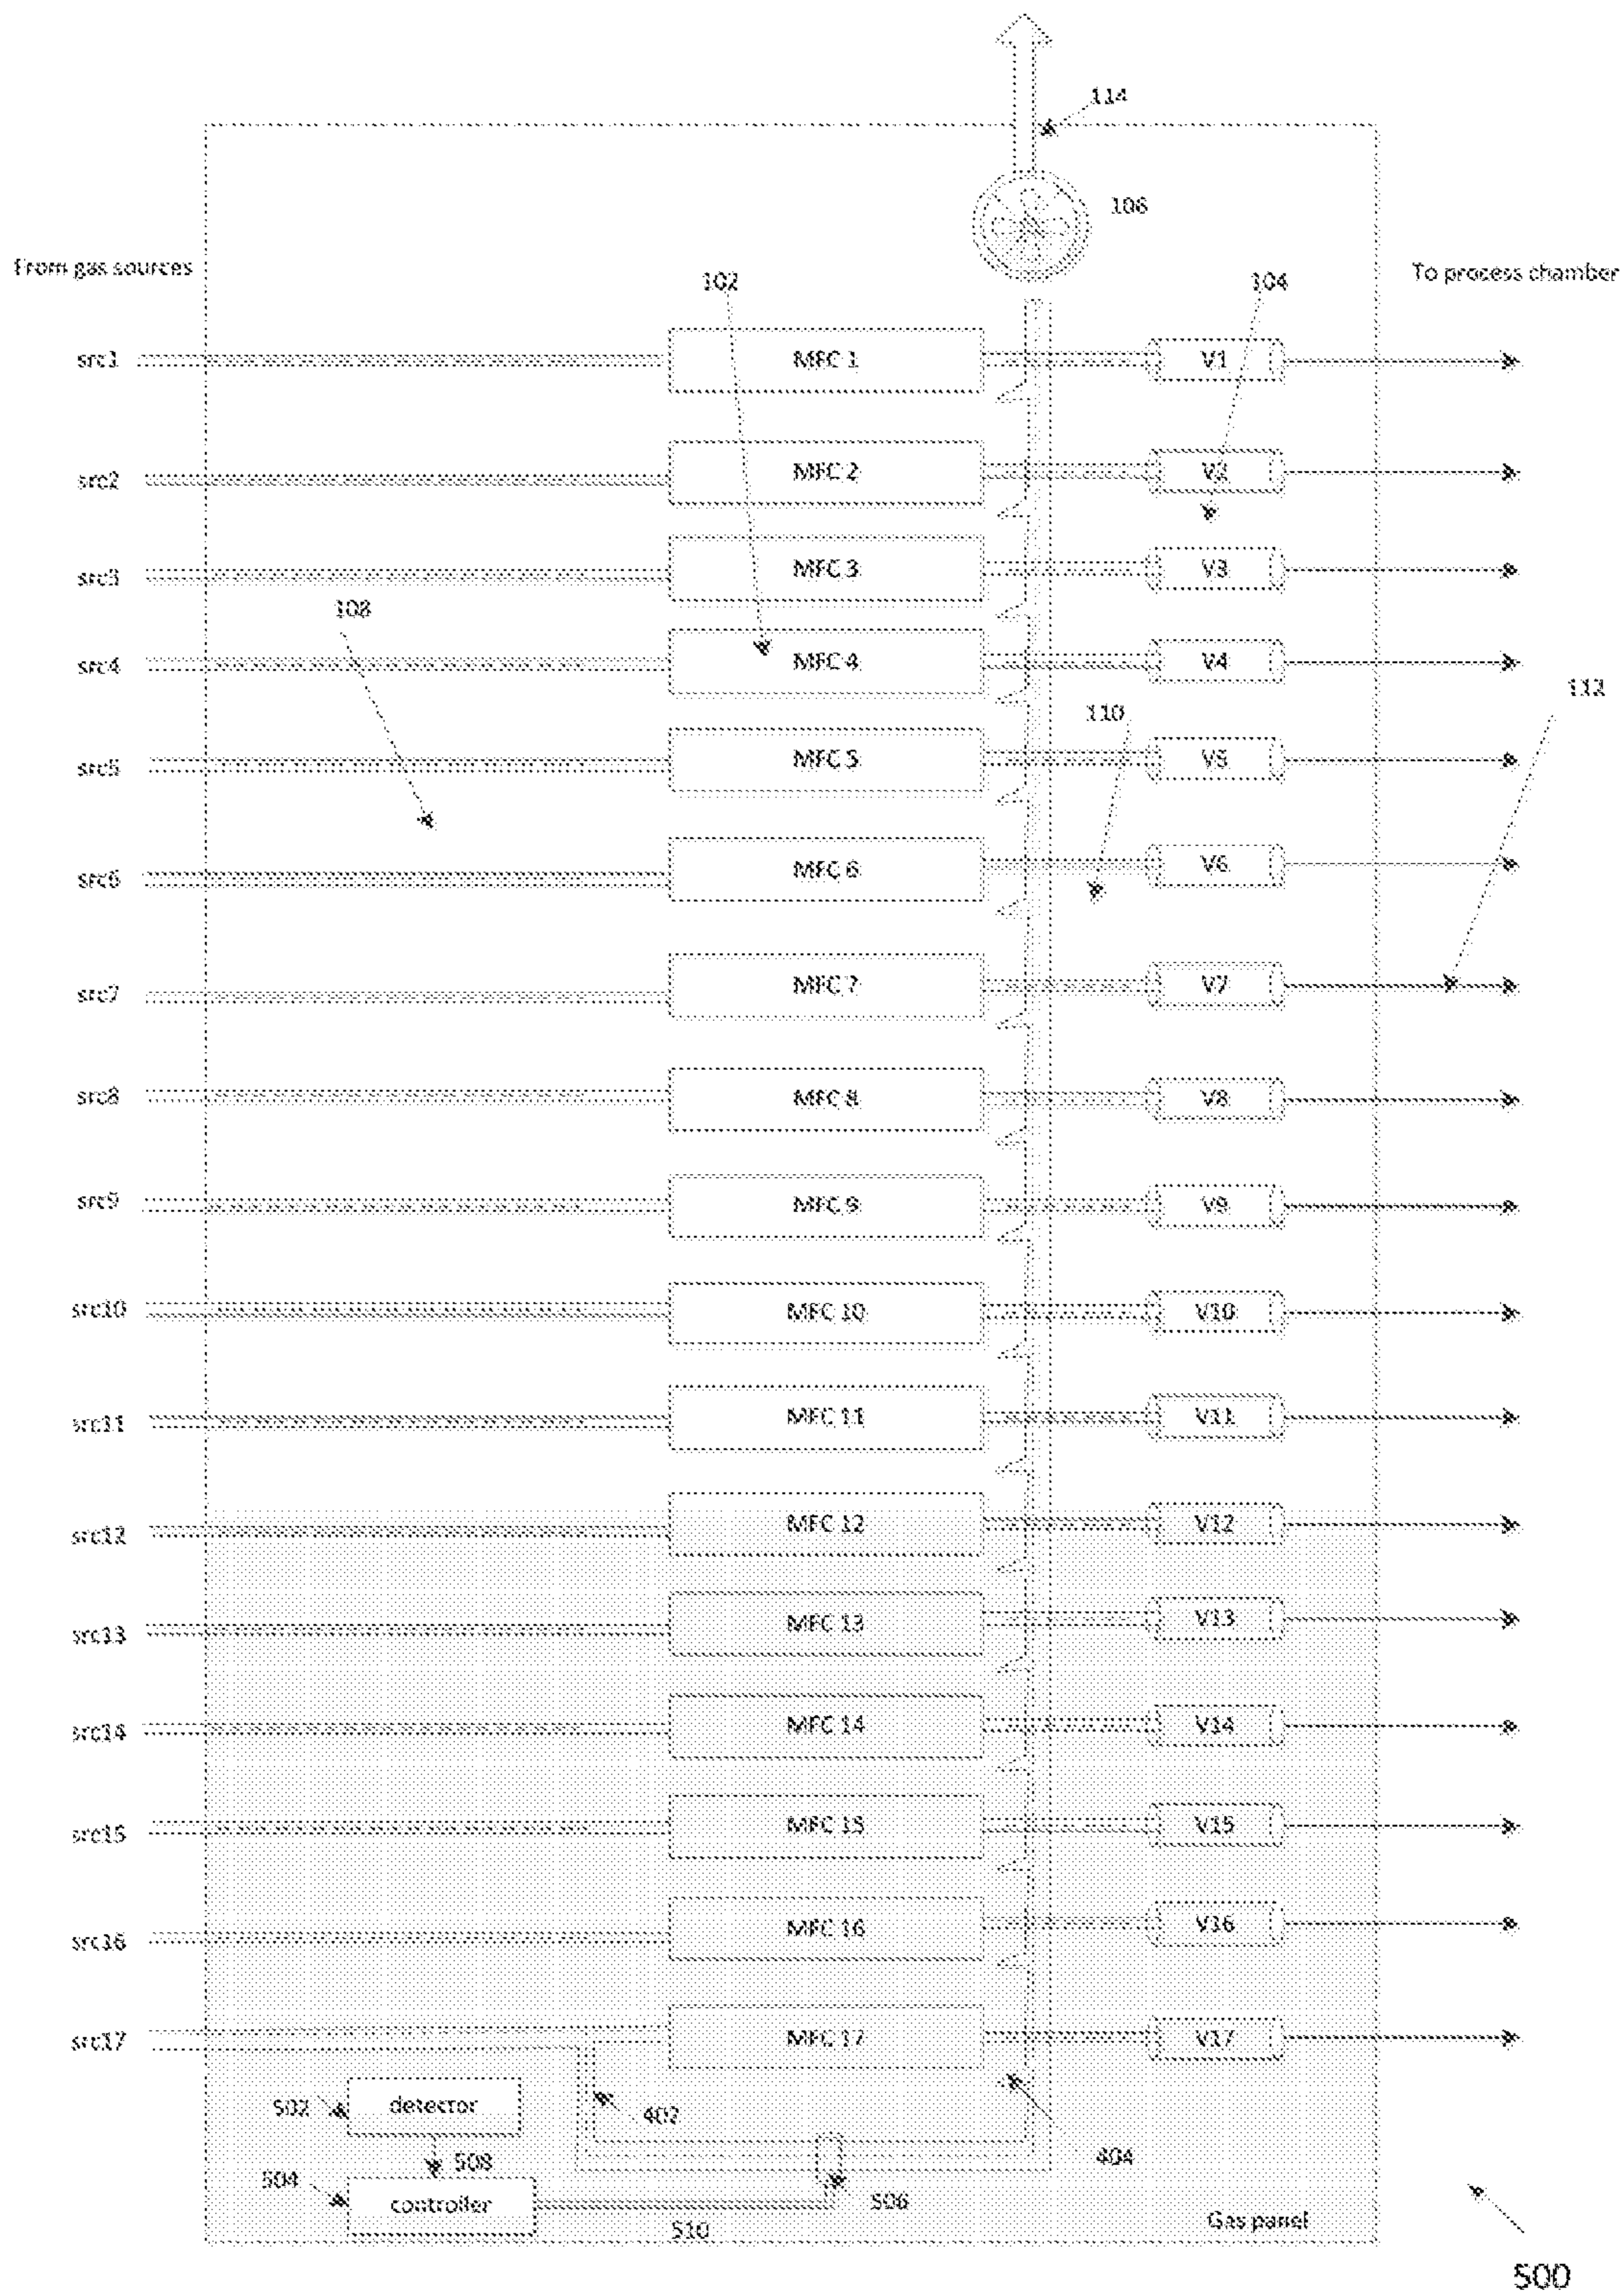 114
106
From gas sources
To process chamber
102
104
src1 MFC 1 V1
src2 MFC 2 V2
src3 MFC 3 V3
108
src4 MFC 4 V4
112
110
src5 MFC 5 V5
src6 MFC 6 V6
src7 MFC 7 V7
src8 MFC 8 V8
src9 MFC 9 V9
src10 MFC 10 V10
src11 MFC 11 V11
src12 MFC 12 V12
src13 MFC 13 V13
src14 MFC 14 V14
src15 MFC 15 V15
src16 MFC 16 V16
src17 MFC 17 V17
502 detector 402
404
508
504 controller 506
510
Gas panel
500